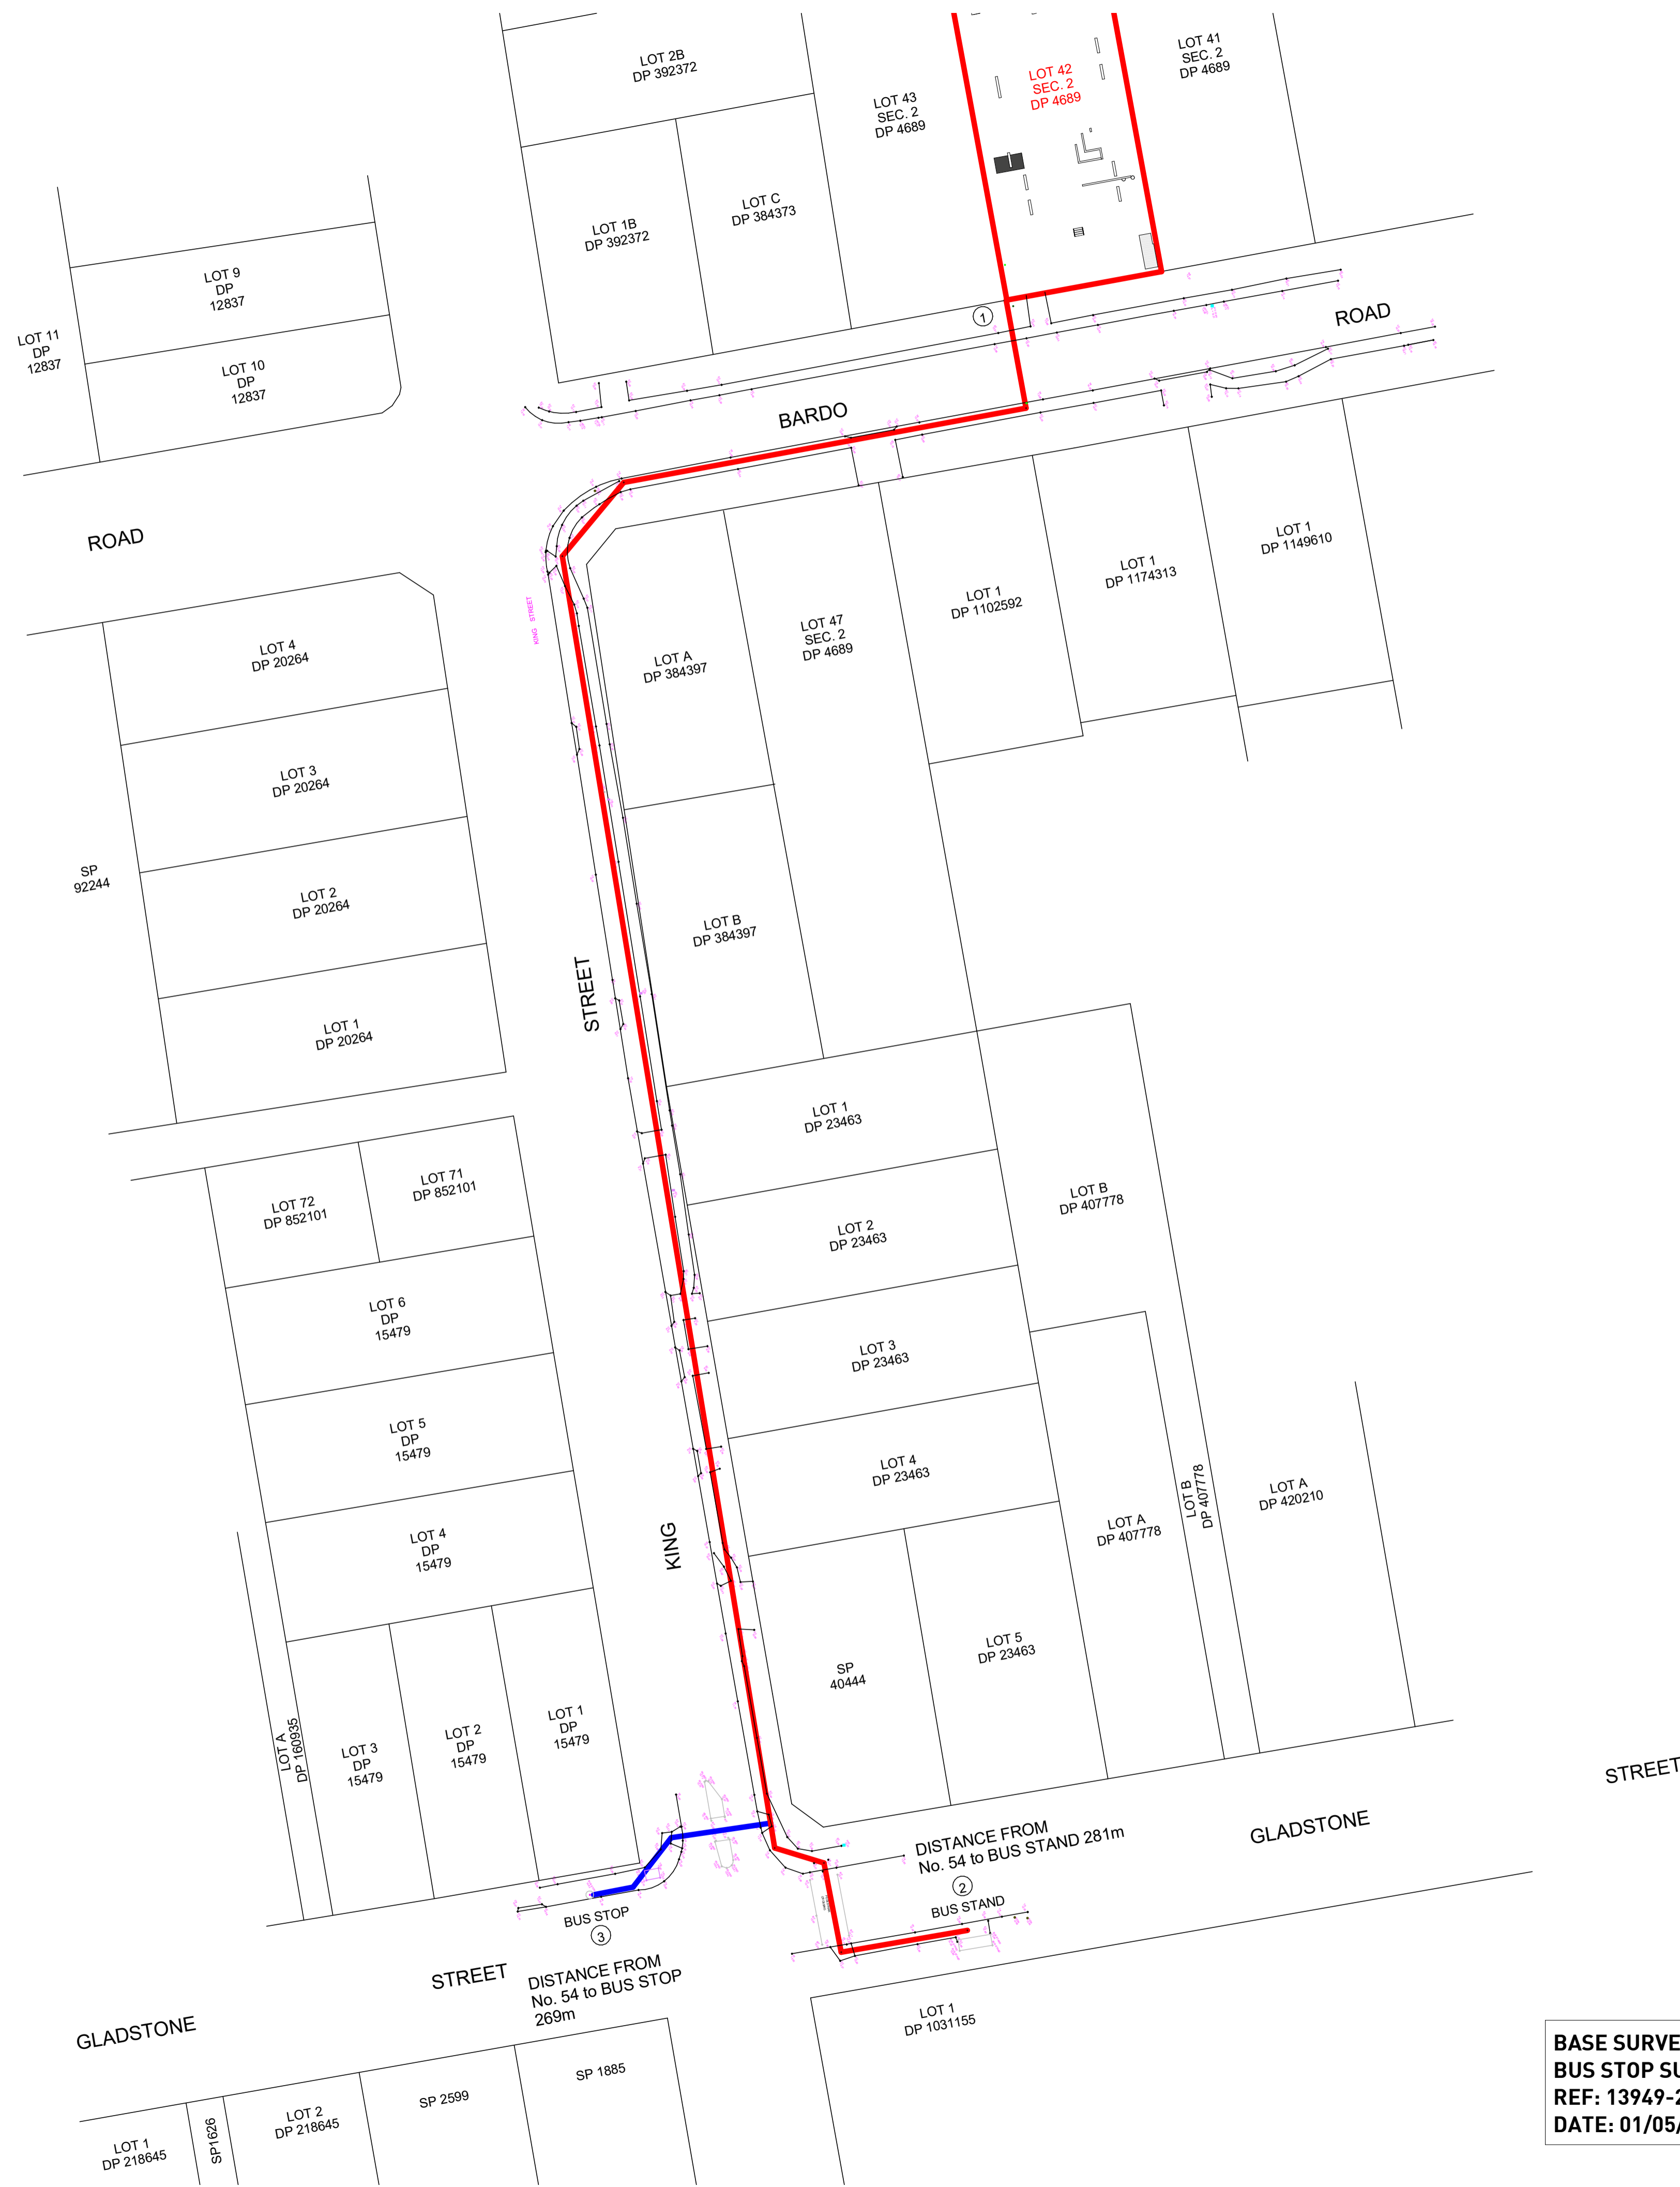 LOT 2B
DP 392372
LOT 43
SEC. 2
DP 4689
LOT 42
SEC. 2
DP 4689
LOT 41
SEC. 2
DP 4689
LOT 1B
DP 392372
LOT C
DP 384373
LOT 9
DP
12837
LOT 11
DP
12837
LOT 10
DP
12837
1
ROAD
BARDO
ROAD
KING STREET
LOT 4
DP 20264
LOT A
DP 384397
LOT 47
SEC. 2
DP 4689
LOT 1
DP 1102592
LOT 1
DP 1174313
LOT 1
DP 1149610
LOT 3
DP 20264
SP
92244
LOT 2
DP 20264
LOT B
DP 384397
STREET
LOT 1
DP 20264
LOT 1
DP 23463
LOT 72
DP 852101
LOT 71
DP 852101
LOT 2
DP 23463
LOT B
DP 407778
LOT 6
DP
15479
LOT 3
DP 23463
LOT 5
DP
15479
LOT 4
DP 23463
LOT 4
DP
15479
KING
LOT A
DP 407778
LOT B
DP 407778
LOT A
DP 420210
SP
40444
LOT 5
DP 23463
LOT A
DP 160935
LOT 3
DP
15479
LOT 2
DP
15479
LOT 1
DP
15479
STREET
GLADSTONE
DISTANCE FROM
No. 54 to BUS STAND 281m
2
BUS STAND
BUS STOP
3
STREET
DISTANCE FROM
No. 54 to BUS STOP
269m
GLADSTONE
LOT 1
DP 1031155
LOT 1
DP 218645
SP1626
LOT 2
DP 218645
SP 2599
SP 1885
BASE SURVE
BUS STOP SU
REF: 13949-2
DATE: 01/05/